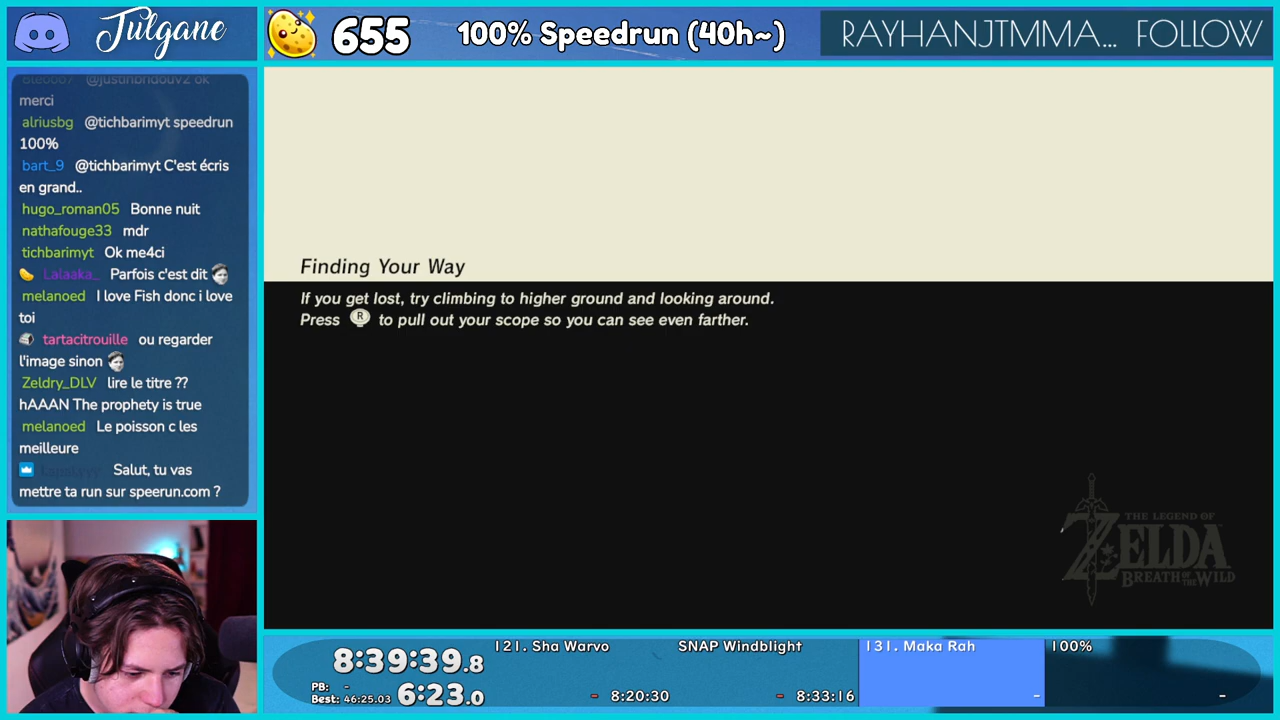 Julgane
655
100% Speedrun (40h~)
RAYHANJTMMA... FOLLOW
@justinbridouv2 ok
merci
alriusbg @tichbarimyt speedrun
100%
bart_9 @tichbarimyt C'est écris
en grand..
hugo_roman05 Bonne nuit
nathafouge33 mdr
tichbarimyt Ok me4ci
Lalaaka_ Parfois c'est dit
melanoed I love Fish donc i love
toi
tartacitrouille ou regarder
l'image sinon
Zeldry_DLV lire le titre ??
hAAAN The prophety is true
melanoed Le poisson c les
meilleure
Salut, tu vas
mettre ta run sur speerun.com ?
Finding Your Way
If you get lost, try climbing to higher ground and looking around.
Press R to pull out your scope so you can see even farther.
THE LEGEND OF
ZELDA
BREATH OF THE WILD
8:39:39.8
PB: -
Best: 46:25.03
6:23.0
121. Sha Warvo
- 8:20:30
SNAP Windblight
- 8:33:16
131. Maka Rah
-
100%
-